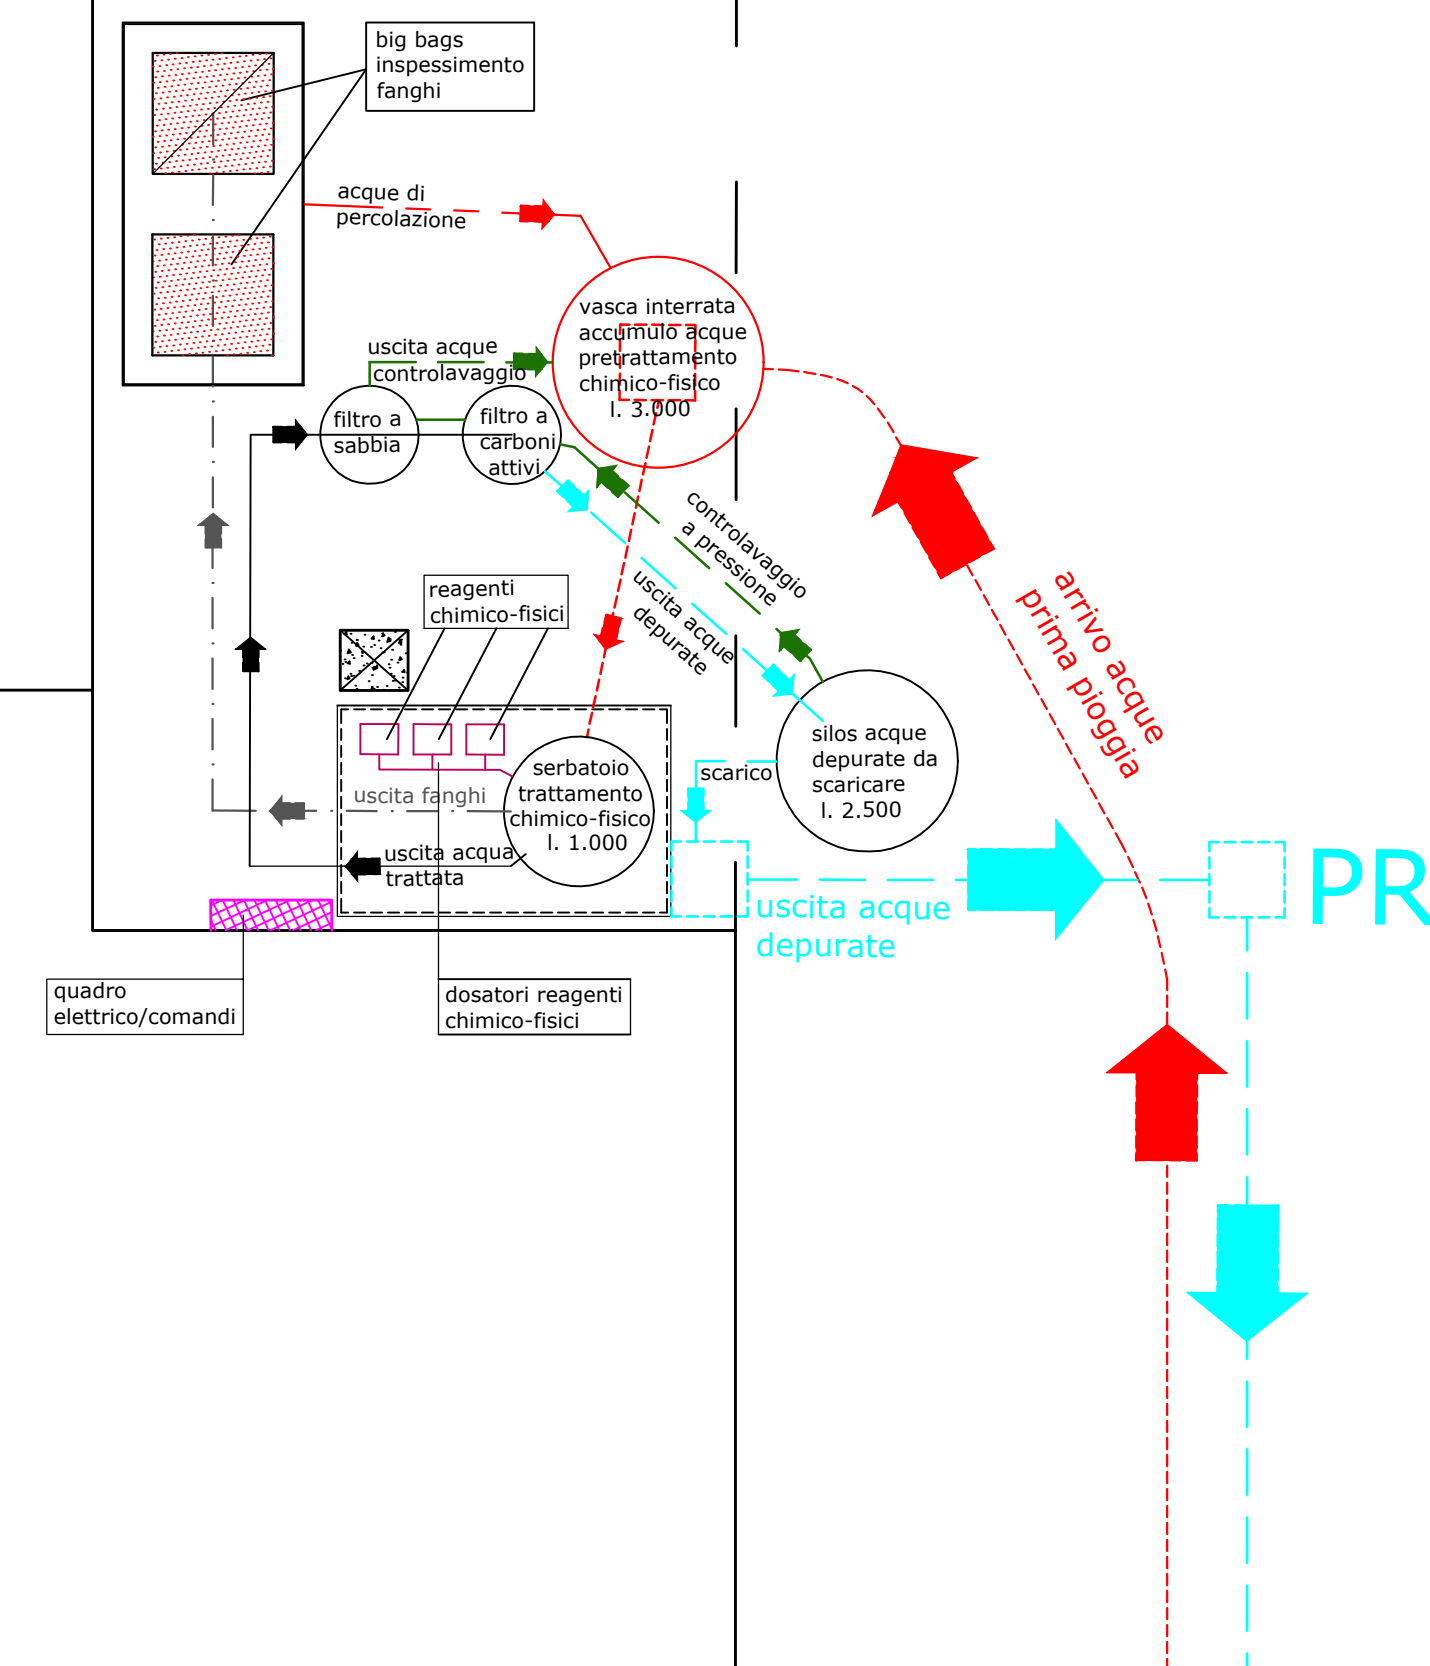 big bags
inspessimento
fanghi
acque di
percolazione
vasca interrata
accumulo acque
pretrattamento
chimico-fisico
l. 3.000
uscita acque
controlavaggio
filtro a
sabbia
filtro a
carboni
attivi
controlavaggio
a pressione
uscita acque
depurate
arrivo acque
prima pioggia
reagenti
chimico-fisici
silos acque
depurate da
scaricare
l. 2.500
scarico
serbatoio
trattamento
chimico-fisico
l. 1.000
uscita fanghi
uscita acqua
trattata
PR
uscita acque
depurate
quadro
elettrico/comandi
dosatori reagenti
chimico-fisici